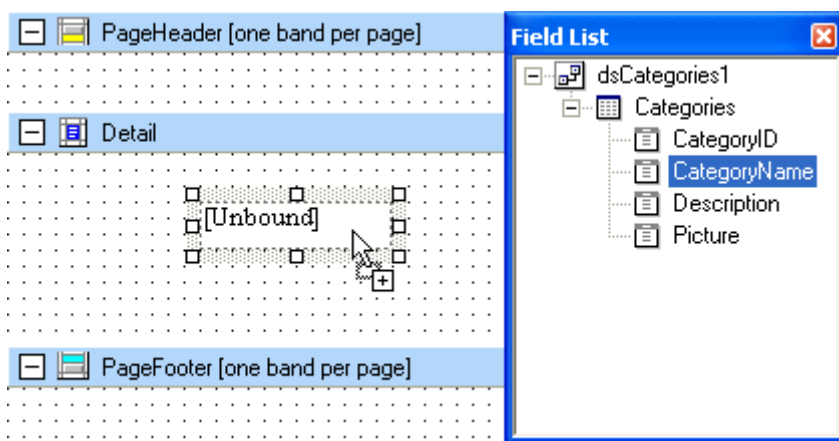 PageHeader [one band per page]
Detail
[Unbound]
PageFooter [one band per page]
Field List
dsCategories1
Categories
CategoryID
CategoryName
Description
Picture